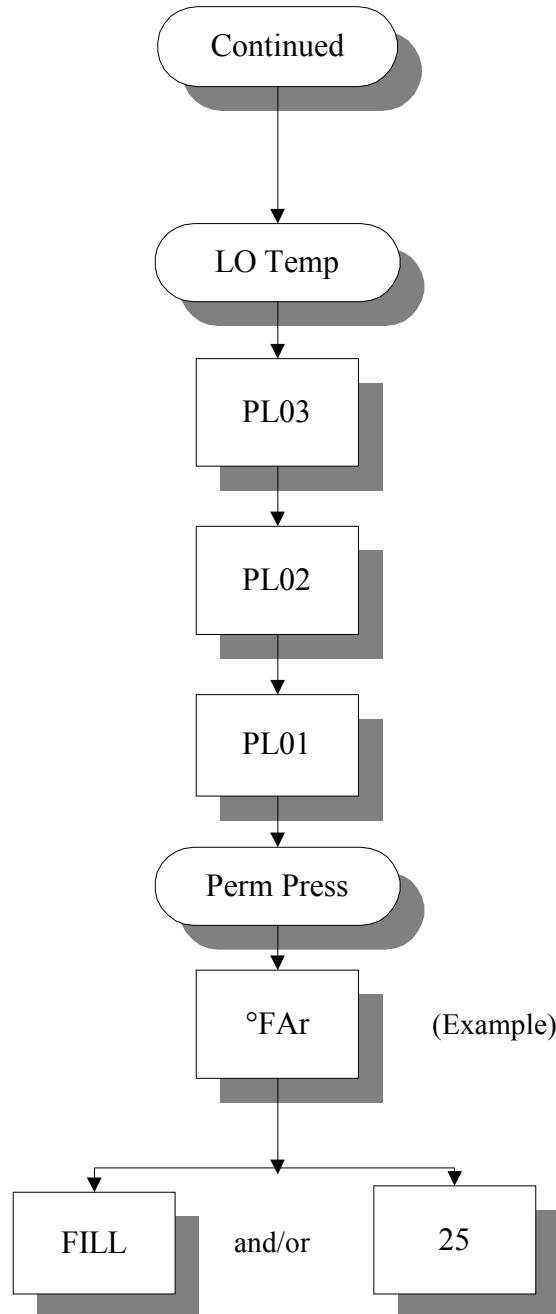 Continued
LO Temp
PL03
PL02
PL01
Perm Press
°FAr
(Example)
FILL
and/or
25